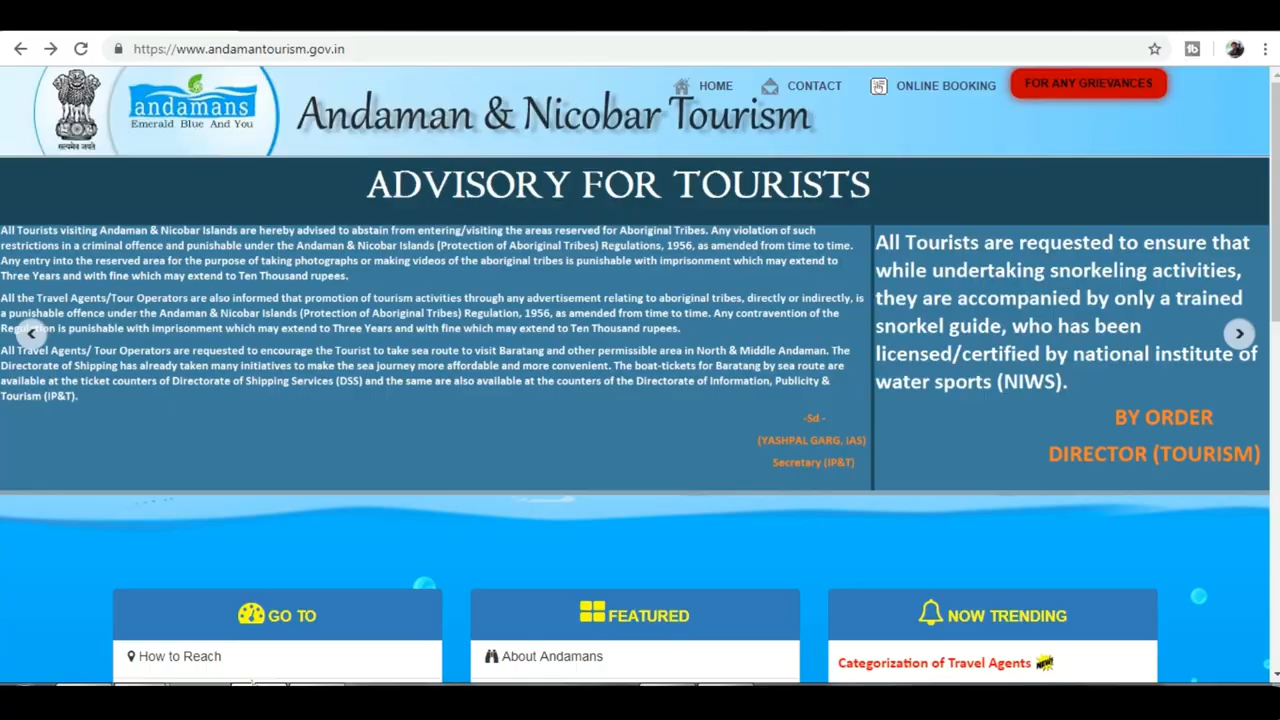 https://www.andamantourism.gov.in
HOME
CONTACT
ONLINE BOOKING
FOR ANY GRIEVANCES
सत्यमेव जयते
andamans
Emerald Blue And You
Andaman & Nicobar Tourism
ADVISORY FOR TOURISTS
All Tourists visiting Andaman & Nicobar Islands are hereby advised to abstain from entering/visiting the areas reserved for Aboriginal Tribes. Any violation of such
restrictions in a criminal offence and punishable under the Andaman & Nicobar Islands (Protection of Aboriginal Tribes) Regulations, 1956, as amended from time to time.
Any entry into the reserved area for the purpose of taking photographs or making videos of the aboriginal tribes is punishable with imprisonment which may extend to
Three Years and with fine which may extend to Ten Thousand rupees.
All the Travel Agents/Tour Operators are also informed that promotion of tourism activities through any advertisement relating to aboriginal tribes, directly or indirectly, is
a punishable offence under the Andaman & Nicobar Islands (Protection of Aboriginal Tribes) Regulation, 1956, as amended from time to time. Any contravention of the
Regulation is punishable with imprisonment which may extend to Three Years and with fine which may extend to Ten Thousand rupees.
All Travel Agents/ Tour Operators are requested to encourage the Tourist to take sea route to visit Baratang and other permissible area in North & Middle Andaman. The
Directorate of Shipping has already taken many initiatives to make the sea journey more affordable and more convenient. The boat-tickets for Baratang by sea route are
available at the ticket counters of Directorate of Shipping Services (DSS) and the same are also available at the counters of the Directorate of Information, Publicity &
Tourism (IP&T).
-Sd -
(YASHPAL GARG, IAS)
Secretary (IP&T)
All Tourists are requested to ensure that
while undertaking snorkeling activities,
they are accompanied by only a trained
snorkel guide, who has been
licensed/certified by national institute of
water sports (NIWS).
BY ORDER
DIRECTOR (TOURISM)
GO TO
How to Reach
FEATURED
About Andamans
NOW TRENDING
Categorization of Travel Agents NEW!